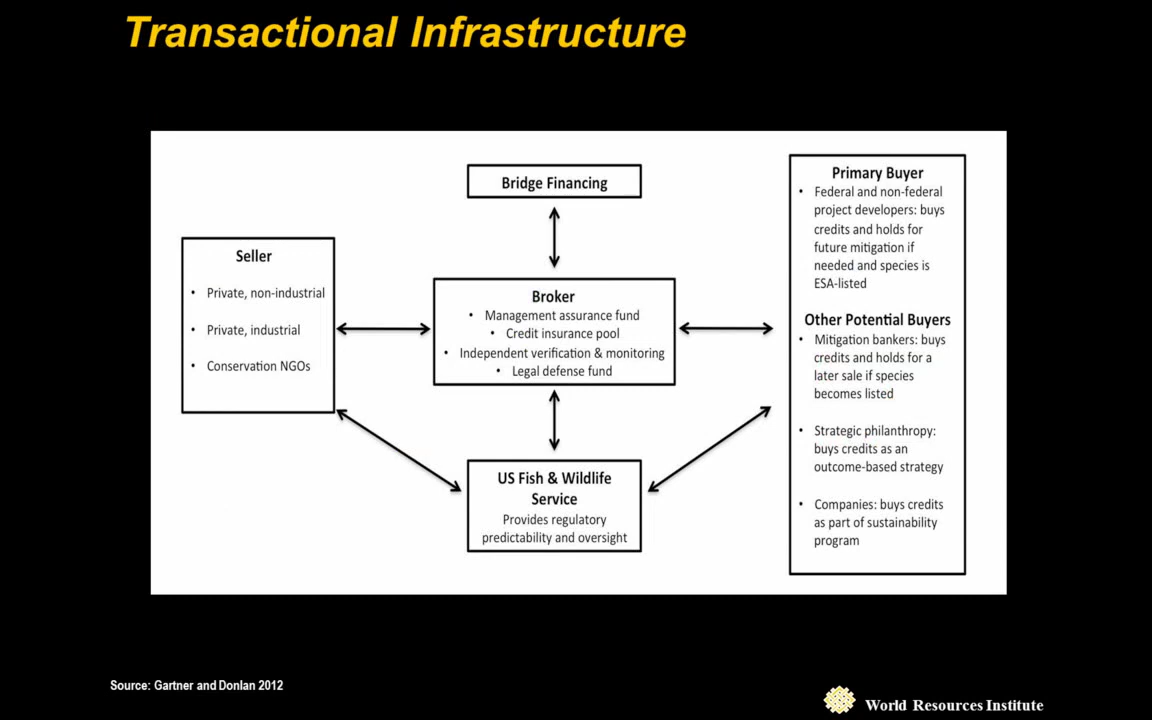 Transactional Infrastructure
Bridge Financing
Seller
• Private, non-industrial
• Private, industrial
• Conservation NGOs
Broker
• Management assurance fund
• Credit insurance pool
• Independent verification & monitoring
• Legal defense fund
US Fish & Wildlife
Service
Provides regulatory
predictability and oversight
Primary Buyer
• Federal and non-federal
project developers: buys
credits and holds for
future mitigation if
needed and species is
ESA-listed
Other Potential Buyers
• Mitigation bankers: buys
credits and holds for a
later sale if species
becomes listed
• Strategic philanthropy:
buys credits as an
outcome-based strategy
• Companies: buys credits
as part of sustainability
program
Source: Gartner and Donlan 2012
World Resources Institute